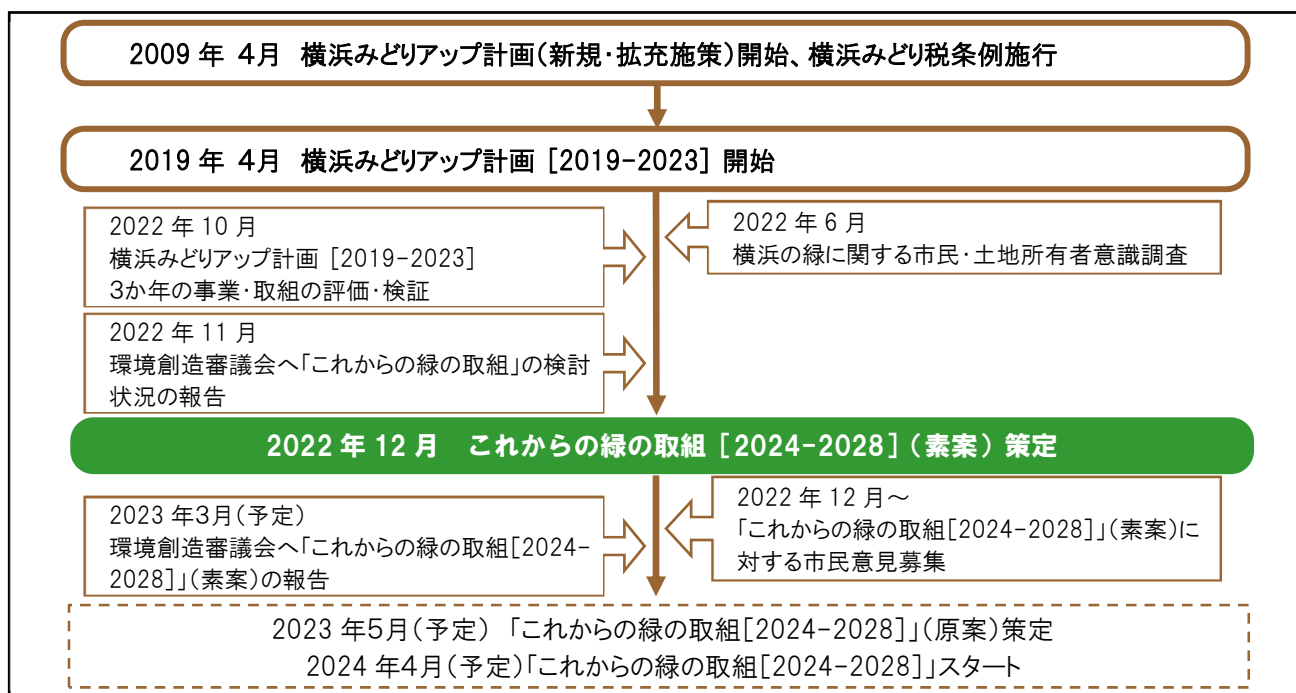 2009 年 4月 横浜みどりアップ計画(新規・拡充施策)開始、横浜みどり税条例施行
2019 年 4月 横浜みどりアップ計画 [2019-2023] 開始
2022 年 6 月
横浜の緑に関する市民・土地所有者意識調査
2022 年 10 月
横浜みどりアップ計画 [2019-2023]
3か年の事業・取組の評価・検証
2022 年 11 月
環境創造審議会へ「これからの緑の取組」の検討
状況の報告
2022 年 12 月 これからの緑の取組 [2024-2028] (素案) 策定
2022 年 12 月～
「これからの緑の取組[2024-2028]」(素案)に
対する市民意見募集
2023 年3月(予定)
環境創造審議会へ「これからの緑の取組[2024-
2028]」(素案)の報告
2023 年5月(予定) 「これからの緑の取組[2024-2028]」(原案)策定
2024 年4月(予定)「これからの緑の取組[2024-2028]」スタート